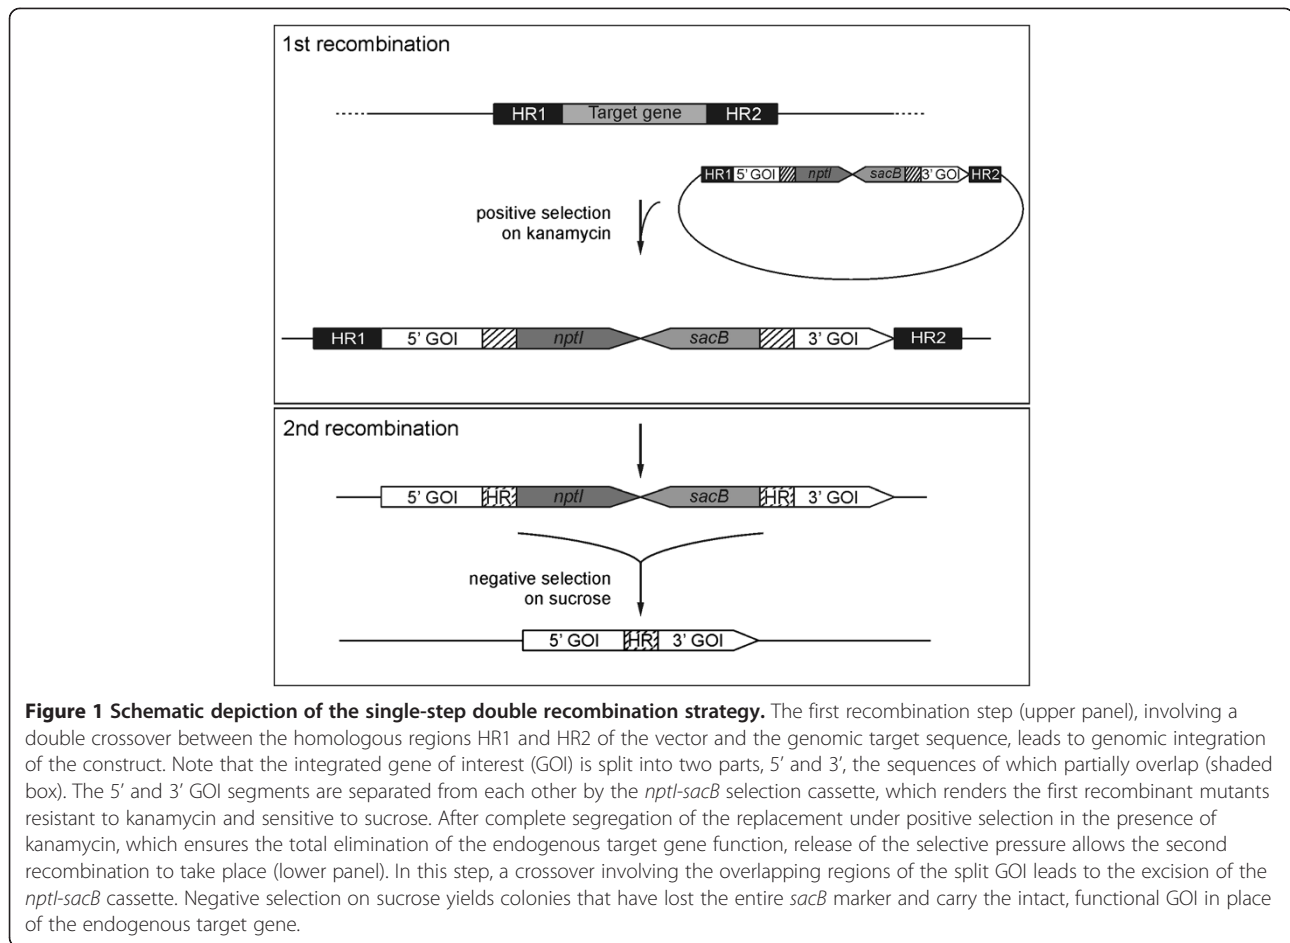 1st recombination
HR1 Target gene HR2
HR1 5' GOI nptI sacB 3' GOI HR2
positive selection
on kanamycin
HR1 5' GOI nptI sacB 3' GOI HR2
2nd recombination
5' GOI HR nptI sacB HR 3' GOI
negative selection
on sucrose
5' GOI HR 3' GOI
Figure 1 Schematic depiction of the single-step double recombination strategy. The first recombination step (upper panel), involving a
double crossover between the homologous regions HR1 and HR2 of the vector and the genomic target sequence, leads to genomic integration
of the construct. Note that the integrated gene of interest (GOI) is split into two parts, 5' and 3', the sequences of which partially overlap (shaded
box). The 5' and 3' GOI segments are separated from each other by the nptI-sacB selection cassette, which renders the first recombinant mutants
resistant to kanamycin and sensitive to sucrose. After complete segregation of the replacement under positive selection in the presence of
kanamycin, which ensures the total elimination of the endogenous target gene function, release of the selective pressure allows the second
recombination to take place (lower panel). In this step, a crossover involving the overlapping regions of the split GOI leads to the excision of the
nptI-sacB cassette. Negative selection on sucrose yields colonies that have lost the entire sacB marker and carry the intact, functional GOI in place
of the endogenous target gene.